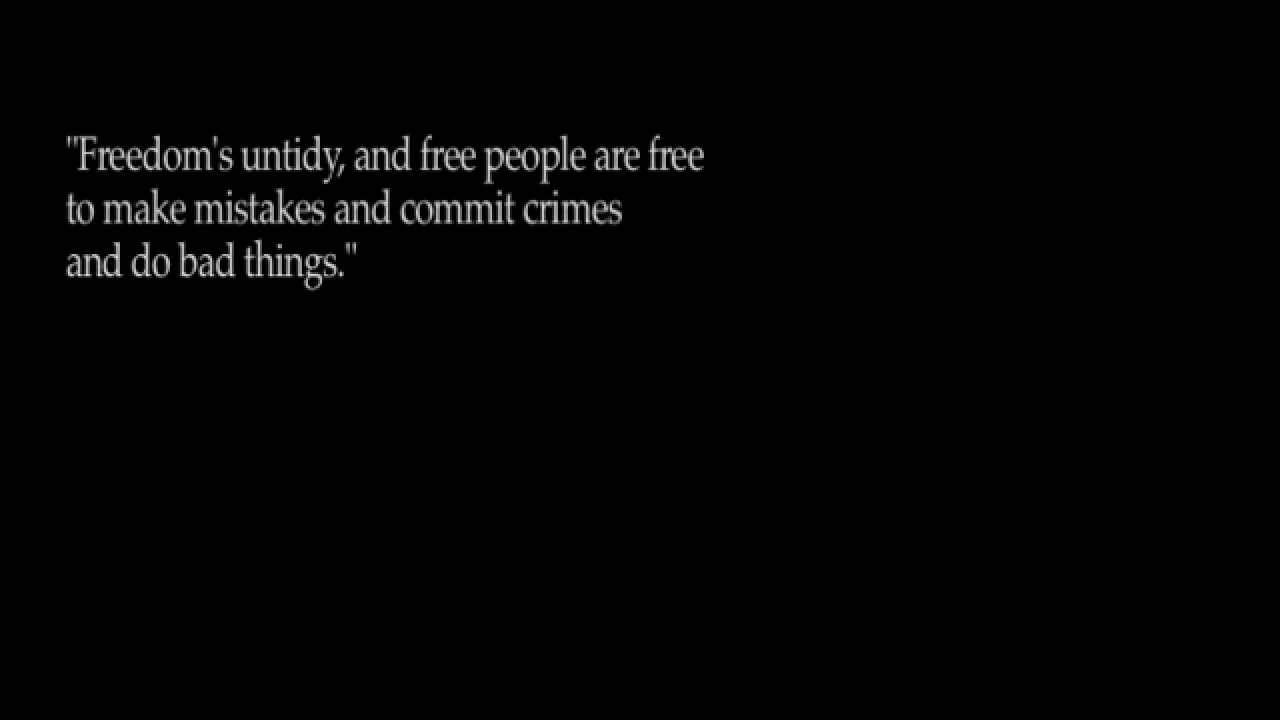 "Freedom's untidy, and free people are free
to make mistakes and commit crimes
and do bad things."